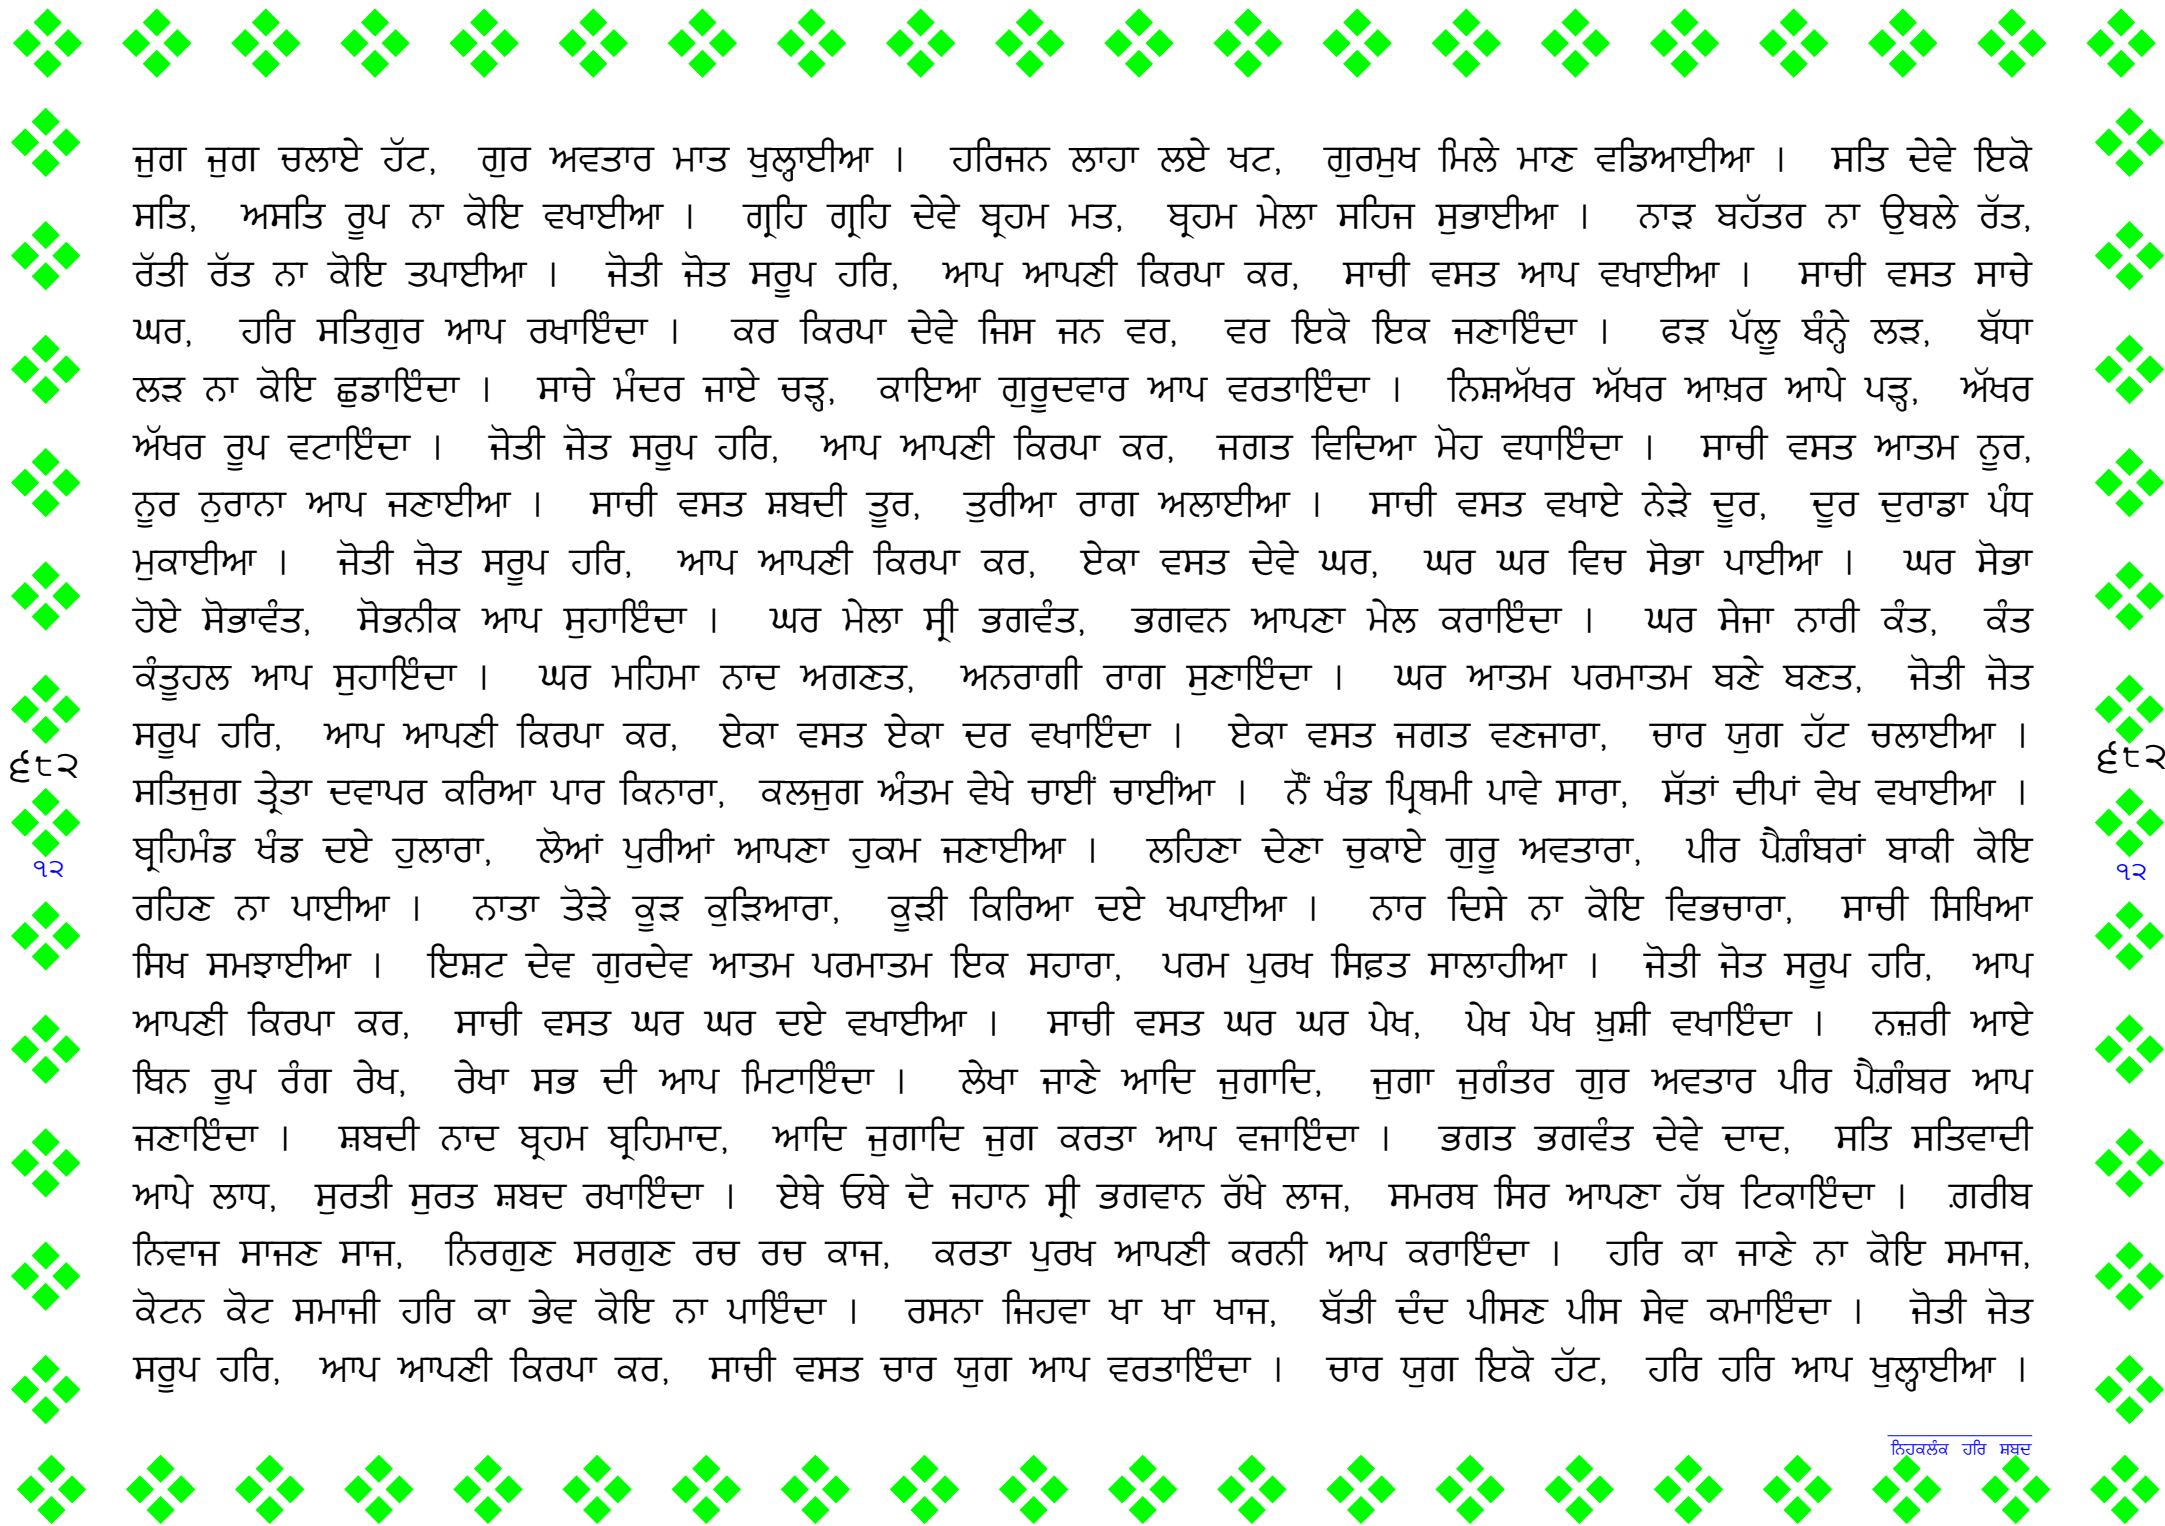 ਜੁਗ ਜੁਗ ਚਲਾਏ ਹੱਟ, ਗੁਰ ਅਵਤਾਰ ਮਾਤ ਖੁਲ੍ਹਾਈਆ । ਹਰਿਜਨ ਲਾਹਾ ਲਏ ਖਟ, ਗੁਰਮੁਖ ਮਿਲੇ ਮਾਣ ਵਡਿਆਈਆ । ਸਤਿ ਦੇਵੇ ਇਕੋ
ਸਤਿ, ਅਸਤਿ ਰੂਪ ਨਾ ਕੋਇ ਵਖਾਈਆ । ਗ੍ਰਹਿ ਗ੍ਰਹਿ ਦੇਵੇ ਬ੍ਰਹਮ ਮਤ, ਬ੍ਰਹਮ ਮੇਲਾ ਸਹਿਜ ਸੁਭਾਈਆ । ਨਾੜ ਬਹੱਤਰ ਨਾ ਉਬਲੇ ਰੱਤ,
ਰੱਤੀ ਰੱਤ ਨਾ ਕੋਇ ਤਪਾਈਆ । ਜੋਤੀ ਜੋਤ ਸਰੂਪ ਹਰਿ, ਆਪ ਆਪਣੀ ਕਿਰਪਾ ਕਰ, ਸਾਚੀ ਵਸਤ ਆਪ ਵਖਾਈਆ । ਸਾਚੀ ਵਸਤ ਸਾਚੇ
ਘਰ, ਹਰਿ ਸਤਿਗੁਰ ਆਪ ਰਖਾਇੰਦਾ । ਕਰ ਕਿਰਪਾ ਦੇਵੇ ਜਿਸ ਜਨ ਵਰ, ਵਰ ਇਕੋ ਇਕ ਜਣਾਇੰਦਾ । ਫੜ ਪੱਲੂ ਬੰਨ੍ਹੇ ਲੜ, ਬੱਧਾ
ਲੜ ਨਾ ਕੋਇ ਛੁਡਾਇੰਦਾ । ਸਾਚੇ ਮੰਦਰ ਜਾਏ ਚੜ੍ਹ, ਕਾਇਆ ਗੁਰੂਦਵਾਰ ਆਪ ਵਰਤਾਇੰਦਾ । ਨਿਸ਼ਅੱਖਰ ਅੱਖਰ ਆਖ਼ਰ ਆਪੇ ਪੜ੍ਹ, ਅੱਖਰ
ਅੱਖਰ ਰੂਪ ਵਟਾਇੰਦਾ । ਜੋਤੀ ਜੋਤ ਸਰੂਪ ਹਰਿ, ਆਪ ਆਪਣੀ ਕਿਰਪਾ ਕਰ, ਜਗਤ ਵਿਦਿਆ ਮੋਹ ਵਧਾਇੰਦਾ । ਸਾਚੀ ਵਸਤ ਆਤਮ ਨੂਰ,
ਨੂਰ ਨੁਰਾਨਾ ਆਪ ਜਣਾਈਆ । ਸਾਚੀ ਵਸਤ ਸ਼ਬਦੀ ਤੂਰ, ਤੁਰੀਆ ਰਾਗ ਅਲਾਈਆ । ਸਾਚੀ ਵਸਤ ਵਖਾਏ ਨੇੜੇ ਦੂਰ, ਦੂਰ ਦੁਰਾਡਾ ਪੰਧ
ਮੁਕਾਈਆ । ਜੋਤੀ ਜੋਤ ਸਰੂਪ ਹਰਿ, ਆਪ ਆਪਣੀ ਕਿਰਪਾ ਕਰ, ਏਕਾ ਵਸਤ ਦੇਵੇ ਘਰ, ਘਰ ਘਰ ਵਿਚ ਸੋਭਾ ਪਾਈਆ । ਘਰ ਸੋਭਾ
ਹੋਏ ਸੋਭਾਵੰਤ, ਸੋਭਨੀਕ ਆਪ ਸੁਹਾਇੰਦਾ । ਘਰ ਮੇਲਾ ਸ੍ਰੀ ਭਗਵੰਤ, ਭਗਵਨ ਆਪਣਾ ਮੇਲ ਕਰਾਇੰਦਾ । ਘਰ ਸੇਜਾ ਨਾਰੀ ਕੰਤ, ਕੰਤ
ਕੰਤੂਹਲ ਆਪ ਸੁਹਾਇੰਦਾ । ਘਰ ਮਹਿਮਾ ਨਾਦ ਅਗਣਤ, ਅਨਰਾਗੀ ਰਾਗ ਸੁਣਾਇੰਦਾ । ਘਰ ਆਤਮ ਪਰਮਾਤਮ ਬਣੇ ਬਣਤ, ਜੋਤੀ ਜੋਤ
ਸਰੂਪ ਹਰਿ, ਆਪ ਆਪਣੀ ਕਿਰਪਾ ਕਰ, ਏਕਾ ਵਸਤ ਏਕਾ ਦਰ ਵਖਾਇੰਦਾ । ਏਕਾ ਵਸਤ ਜਗਤ ਵਣਜਾਰਾ, ਚਾਰ ਯੁਗ ਹੱਟ ਚਲਾਈਆ ।
੬੮੨ ੬੮੨
ਸਤਿਜੁਗ ਤ੍ਰੇਤਾ ਦਵਾਪਰ ਕਰਿਆ ਪਾਰ ਕਿਨਾਰਾ, ਕਲਜੁਗ ਅੰਤਮ ਵੇਖੇ ਚਾਈਂ ਚਾਈਂਆ । ਨੌਂ ਖੰਡ ਪ੍ਰਿਥਮੀ ਪਾਵੇ ਸਾਰਾ, ਸੱਤਾਂ ਦੀਪਾਂ ਵੇਖ ਵਖਾਈਆ ।
ਬ੍ਰਹਿਮੰਡ ਖੰਡ ਦਏ ਹੁਲਾਰਾ, ਲੋਆਂ ਪੁਰੀਆਂ ਆਪਣਾ ਹੁਕਮ ਜਣਾਈਆ । ਲਹਿਣਾ ਦੇਣਾ ਚੁਕਾਏ ਗੁਰੂ ਅਵਤਾਰਾ, ਪੀਰ ਪੈਗ਼ੰਬਰਾਂ ਬਾਕੀ ਕੋਇ
੧੨ ੧੨
ਰਹਿਣ ਨਾ ਪਾਈਆ । ਨਾਤਾ ਤੋੜੇ ਕੂੜ ਕੁੜਿਆਰਾ, ਕੂੜੀ ਕਿਰਿਆ ਦਏ ਖਪਾਈਆ । ਨਾਰ ਦਿਸੇ ਨਾ ਕੋਇ ਵਿਭਚਾਰਾ, ਸਾਚੀ ਸਿਖਿਆ
ਸਿਖ ਸਮਝਾਈਆ । ਇਸ਼ਟ ਦੇਵ ਗੁਰਦੇਵ ਆਤਮ ਪਰਮਾਤਮ ਇਕ ਸਹਾਰਾ, ਪਰਮ ਪੁਰਖ ਸਿਫ਼ਤ ਸਾਲਾਹੀਆ । ਜੋਤੀ ਜੋਤ ਸਰੂਪ ਹਰਿ, ਆਪ
ਆਪਣੀ ਕਿਰਪਾ ਕਰ, ਸਾਚੀ ਵਸਤ ਘਰ ਘਰ ਦਏ ਵਖਾਈਆ । ਸਾਚੀ ਵਸਤ ਘਰ ਘਰ ਪੇਖ, ਪੇਖ ਪੇਖ ਖ਼ੁਸ਼ੀ ਵਖਾਇੰਦਾ । ਨਜ਼ਰੀ ਆਏ
ਬਿਨ ਰੂਪ ਰੰਗ ਰੇਖ, ਰੇਖਾ ਸਭ ਦੀ ਆਪ ਮਿਟਾਇੰਦਾ । ਲੇਖਾ ਜਾਣੇ ਆਦਿ ਜੁਗਾਦਿ, ਜੁਗਾ ਜੁਗੰਤਰ ਗੁਰ ਅਵਤਾਰ ਪੀਰ ਪੈਗ਼ੰਬਰ ਆਪ
ਜਣਾਇੰਦਾ । ਸ਼ਬਦੀ ਨਾਦ ਬ੍ਰਹਮ ਬ੍ਰਹਿਮਾਦ, ਆਦਿ ਜੁਗਾਦਿ ਜੁਗ ਕਰਤਾ ਆਪ ਵਜਾਇੰਦਾ । ਭਗਤ ਭਗਵੰਤ ਦੇਵੇ ਦਾਦ, ਸਤਿ ਸਤਿਵਾਦੀ
ਆਪੇ ਲਾਧ, ਸੁਰਤੀ ਸੁਰਤ ਸ਼ਬਦ ਰਖਾਇੰਦਾ । ਏਥੇ ਓਥੇ ਦੋ ਜਹਾਨ ਸ੍ਰੀ ਭਗਵਾਨ ਰੱਖੇ ਲਾਜ, ਸਮਰਥ ਸਿਰ ਆਪਣਾ ਹੱਥ ਟਿਕਾਇੰਦਾ । ਗ਼ਰੀਬ
ਨਿਵਾਜ ਸਾਜਣ ਸਾਜ, ਨਿਰਗੁਣ ਸਰਗੁਣ ਰਚ ਰਚ ਕਾਜ, ਕਰਤਾ ਪੁਰਖ ਆਪਣੀ ਕਰਨੀ ਆਪ ਕਰਾਇੰਦਾ । ਹਰਿ ਕਾ ਜਾਣੇ ਨਾ ਕੋਇ ਸਮਾਜ,
ਕੋਟਨ ਕੋਟ ਸਮਾਜੀ ਹਰਿ ਕਾ ਭੇਵ ਕੋਇ ਨਾ ਪਾਇੰਦਾ । ਰਸਨਾ ਜਿਹਵਾ ਖਾ ਖਾ ਖਾਜ, ਬੱਤੀ ਦੰਦ ਪੀਸਣ ਪੀਸ ਸੇਵ ਕਮਾਇੰਦਾ । ਜੋਤੀ ਜੋਤ
ਸਰੂਪ ਹਰਿ, ਆਪ ਆਪਣੀ ਕਿਰਪਾ ਕਰ, ਸਾਚੀ ਵਸਤ ਚਾਰ ਯੁਗ ਆਪ ਵਰਤਾਇੰਦਾ । ਚਾਰ ਯੁਗ ਇਕੋ ਹੱਟ, ਹਰਿ ਹਰਿ ਆਪ ਖੁਲ੍ਹਾਈਆ ।
ਨਿਹਕਲੰਕ ਹਰਿ ਸ਼ਬਦ